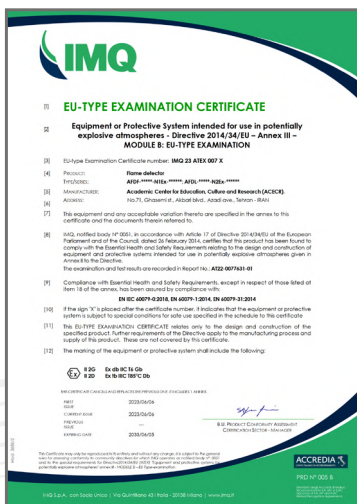 IMQ
[1] EU-TYPE EXAMINATION CERTIFICATE
[2] Equipment or Protective System intended for use in potentially
explosive atmospheres - Directive 2014/34/EU – Annex III –
MODULE B: EU-TYPE EXAMINATION
[3] EU-type Examination Certificate number: IMQ 23 ATEX 007 X
[4] PRODUCT: Flame detector
TYPE/SERIES:
[5] MANUFACTURER: Academic Center for Education, Culture and Research (ACECR).
[6] ADDRESS: No.71, Ghasemi st., Akbari blvd., Azadi ave., Tehran - IRAN
[7] This equipment and any acceptable variation thereto are specified in the annex to this
certificate and the documents therein referred to.
[8] IMQ, notified body N° 0051, in accordance with Article 17 of Directive 2014/34/EU of the European
Parliament and of the Council, dated 26 February 2014, certifies that this product has been found to
comply with the Essential Health and Safety Requirements relating to the design and construction of
equipment and protective systems intended for use in potentially explosive atmospheres given in
Annex II to the Directive.
The examination and test results are recorded in Report No.: AT22-0077631-01
[9] Compliance with Essential Health and Safety Requirements, except in respect of those listed at
item 18 of the annex, has been assured by compliance with:
EN IEC 60079-0:2018, EN 60079-1:2014, EN 60079-31:2014
[10] If the sign "X" is placed after the certificate number, it indicates that the equipment or protective
system is subject to special conditions for safe use specified in the schedule to this certificate
[11] This EU-TYPE EXAMINATION CERTIFICATE relates only to the design and construction of the
specified product. Further requirements of the Directive apply to the manufacturing process and
supply of this product. These are not covered by this certificate.
[12] The marking of the equipment or protective system shall include the following:
II 2G Ex db IIC T6 Gb
II 2D Ex tb IIIC T85°C Db
FIRST
ISSUE 2023/06/06
CURRENT ISSUE 2023/06/06
PREVIOUS
ISSUE ---
EXPIRING DATE 2033/06/05
B.U. PRODUCT CONFORMITY ASSESSMENT
CERTIFICATION SECTOR - MANAGER
ACCREDIA
PRD N° 005 B
IMQ S.p.A. con Socio Unico | Via Quintiliano 43 | Italia - 20138 Milano | www.imq.it